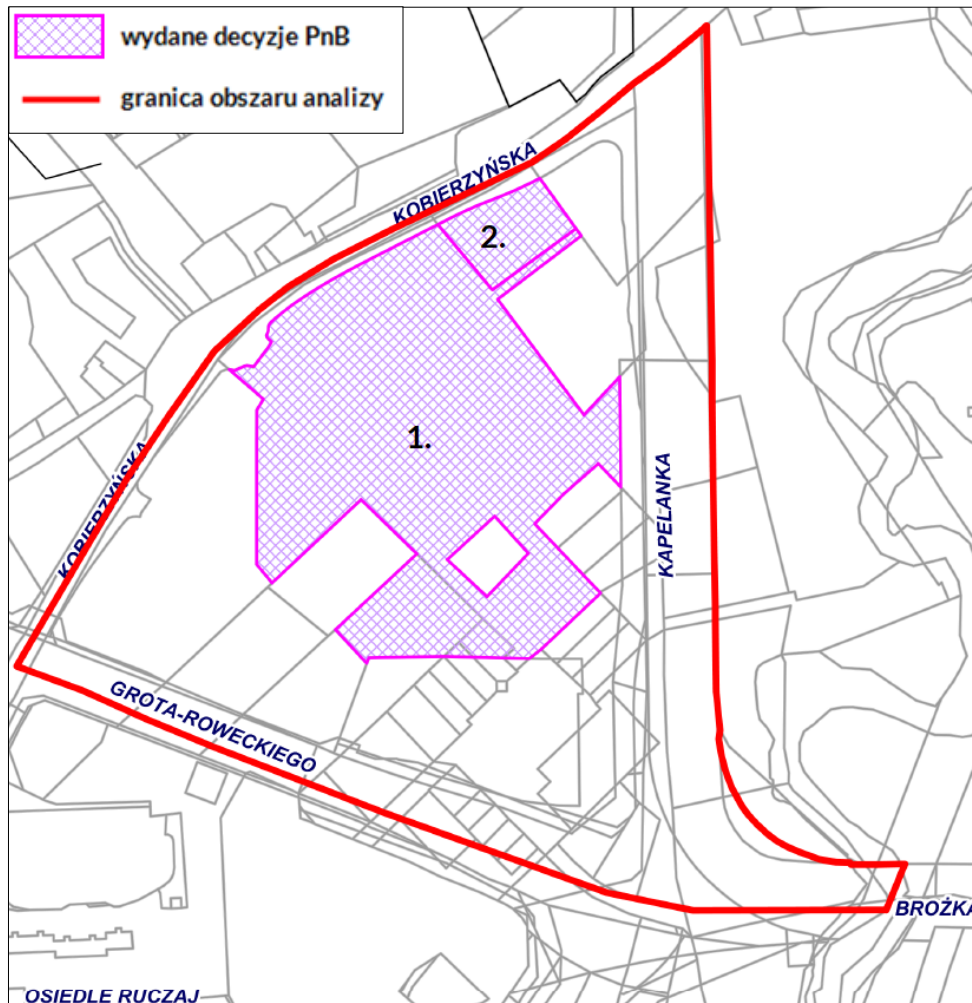 wydane decyzje PnB
granica obszaru analizy
KOBIERZYŃSKA
2.
1.
KOBIERZYŃSKA
KAPELANKA
GROTA-ROWECKIEGO
BROŻKA
OSIEDLE RUCZAJ